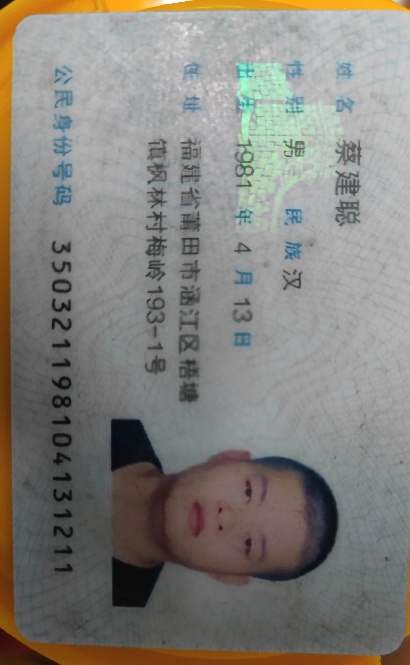 姓名 蔡建聪
性别 男 民族 汉
出生 1981 年 4 月 13 日
住址 福建省莆田市涵江区梧塘
镇枫林村梅岭193-1号
公民身份号码 350321198104131211